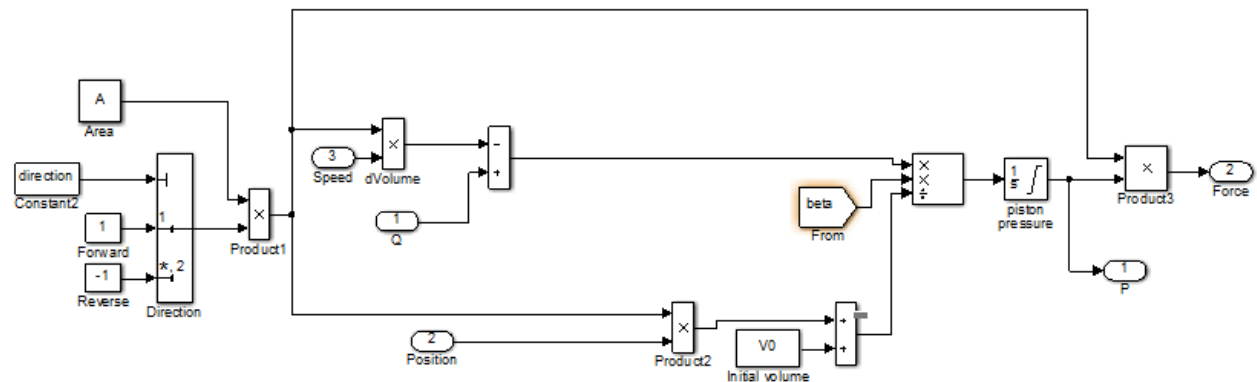 A
Area
direction
Constant2
1
Forward
-1
Reverse
1
*, 2
Direction
×
Product1
3
Speed
×
dVolume
1
Q
−
+
2
Position
×
Product2
V0
Initial volume
+
+
beta
From
×
×
÷
1
s
piston
pressure
×
Product3
2
Force
1
P